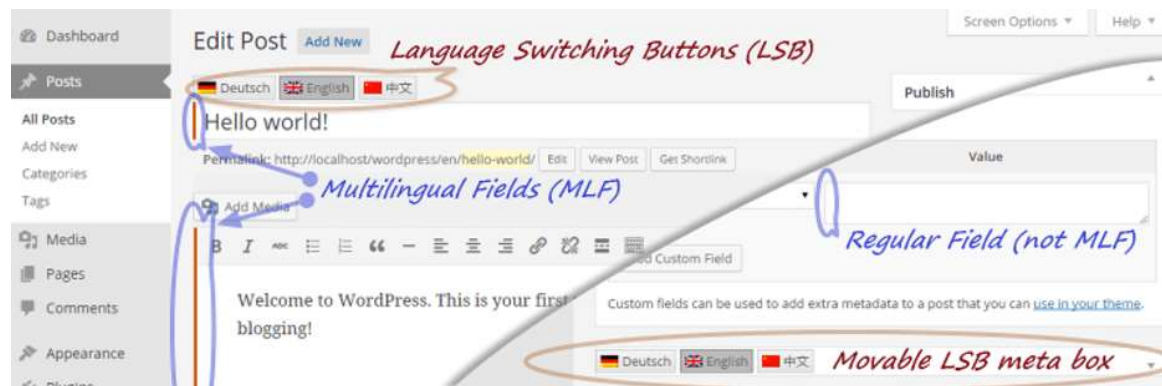 Screen Options ▼ Help ▼
Dashboard
Edit Post Add New
Language Switching Buttons (LSB)
Posts
Deutsch English 中文
Publish
All Posts
Hello world!
Add New
Permalink: http://localhost/wordpress/en/hello-world/ Edit View Post Get Shortlink
Value
Categories
Multilingual Fields (MLF)
Tags
Add Media
Regular Field (not MLF)
Media
B I ABC
Custom Field
Pages
Welcome to WordPress. This is your first
Custom fields can be used to add extra metadata to a post that you can use in your theme.
Comments
blogging!
Appearance
Deutsch English 中文 Movable LSB meta box
Plugins